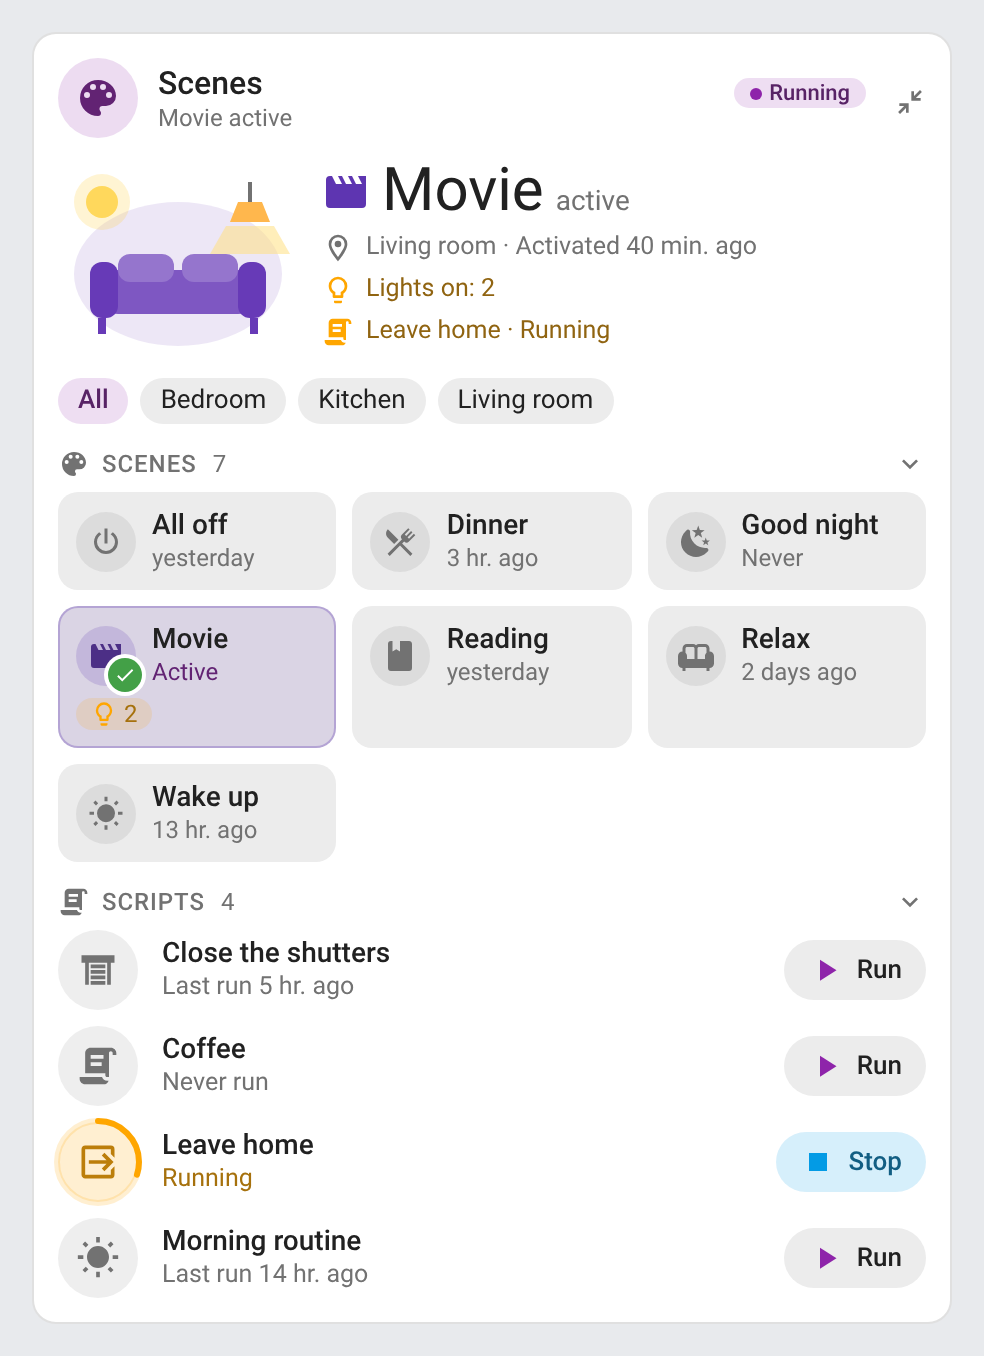 Scenes
Movie active
Running
Movie active
Living room · Activated 40 min. ago
Lights on: 2
Leave home · Running
All
Bedroom
Kitchen
Living room
SCENES 7
All off
yesterday
Dinner
3 hr. ago
Good night
Never
Movie
Active
2
Reading
yesterday
Relax
2 days ago
Wake up
13 hr. ago
SCRIPTS 4
Close the shutters
Last run 5 hr. ago
Run
Coffee
Never run
Run
Leave home
Running
Stop
Morning routine
Last run 14 hr. ago
Run